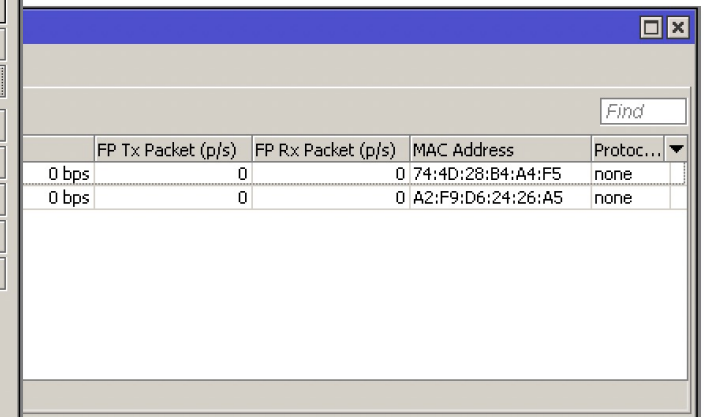 Find
FP Tx Packet (p/s) FP Rx Packet (p/s) MAC Address Protoc...
0 bps 0 0 74:4D:28:B4:A4:F5 none
0 bps 0 0 A2:F9:D6:24:26:A5 none